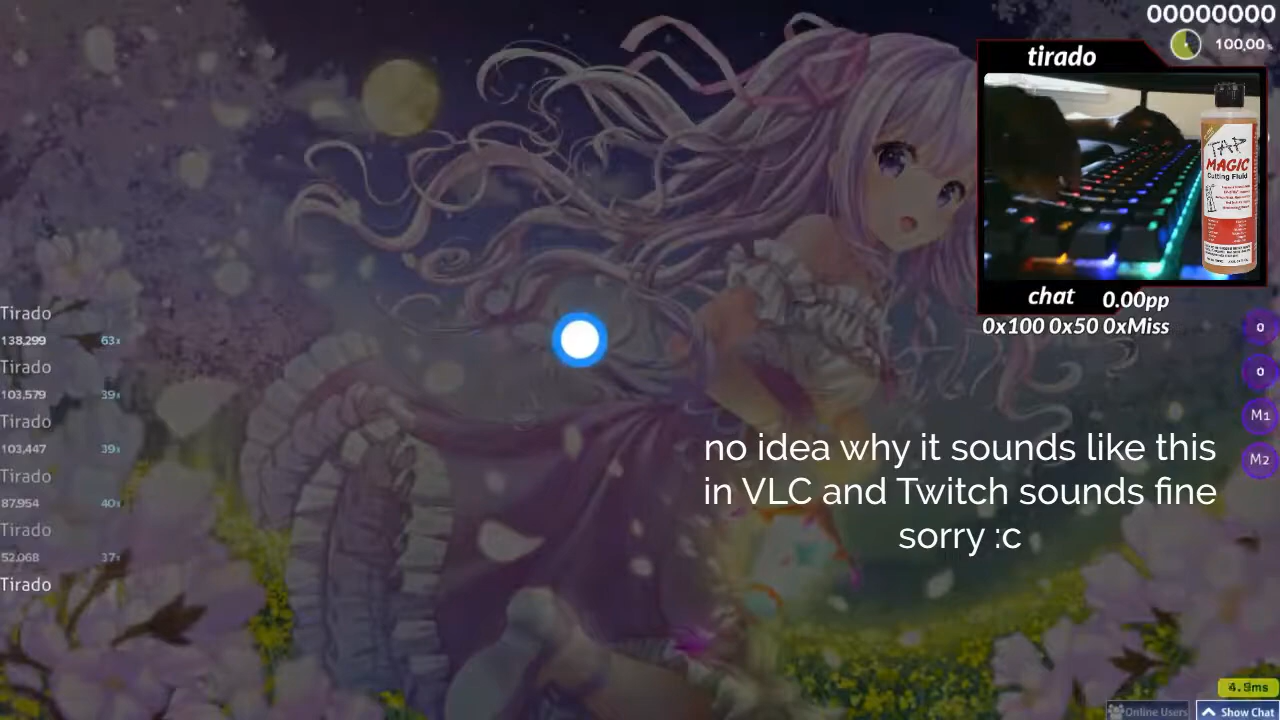 00000000
100,00%
tirado
TAP
MAGIC
Cutting Fluid
chat 0.00pp
0x100 0x50 0xMiss
Tirado
138,299 63x
Tirado
103,579 39x
Tirado
103,447 39x
Tirado
87,954 40x
Tirado
52,068 37x
Tirado
0
0
M1
M2
no idea why it sounds like this
in VLC and Twitch sounds fine
sorry :c
4.9ms
Online Users
Show Chat